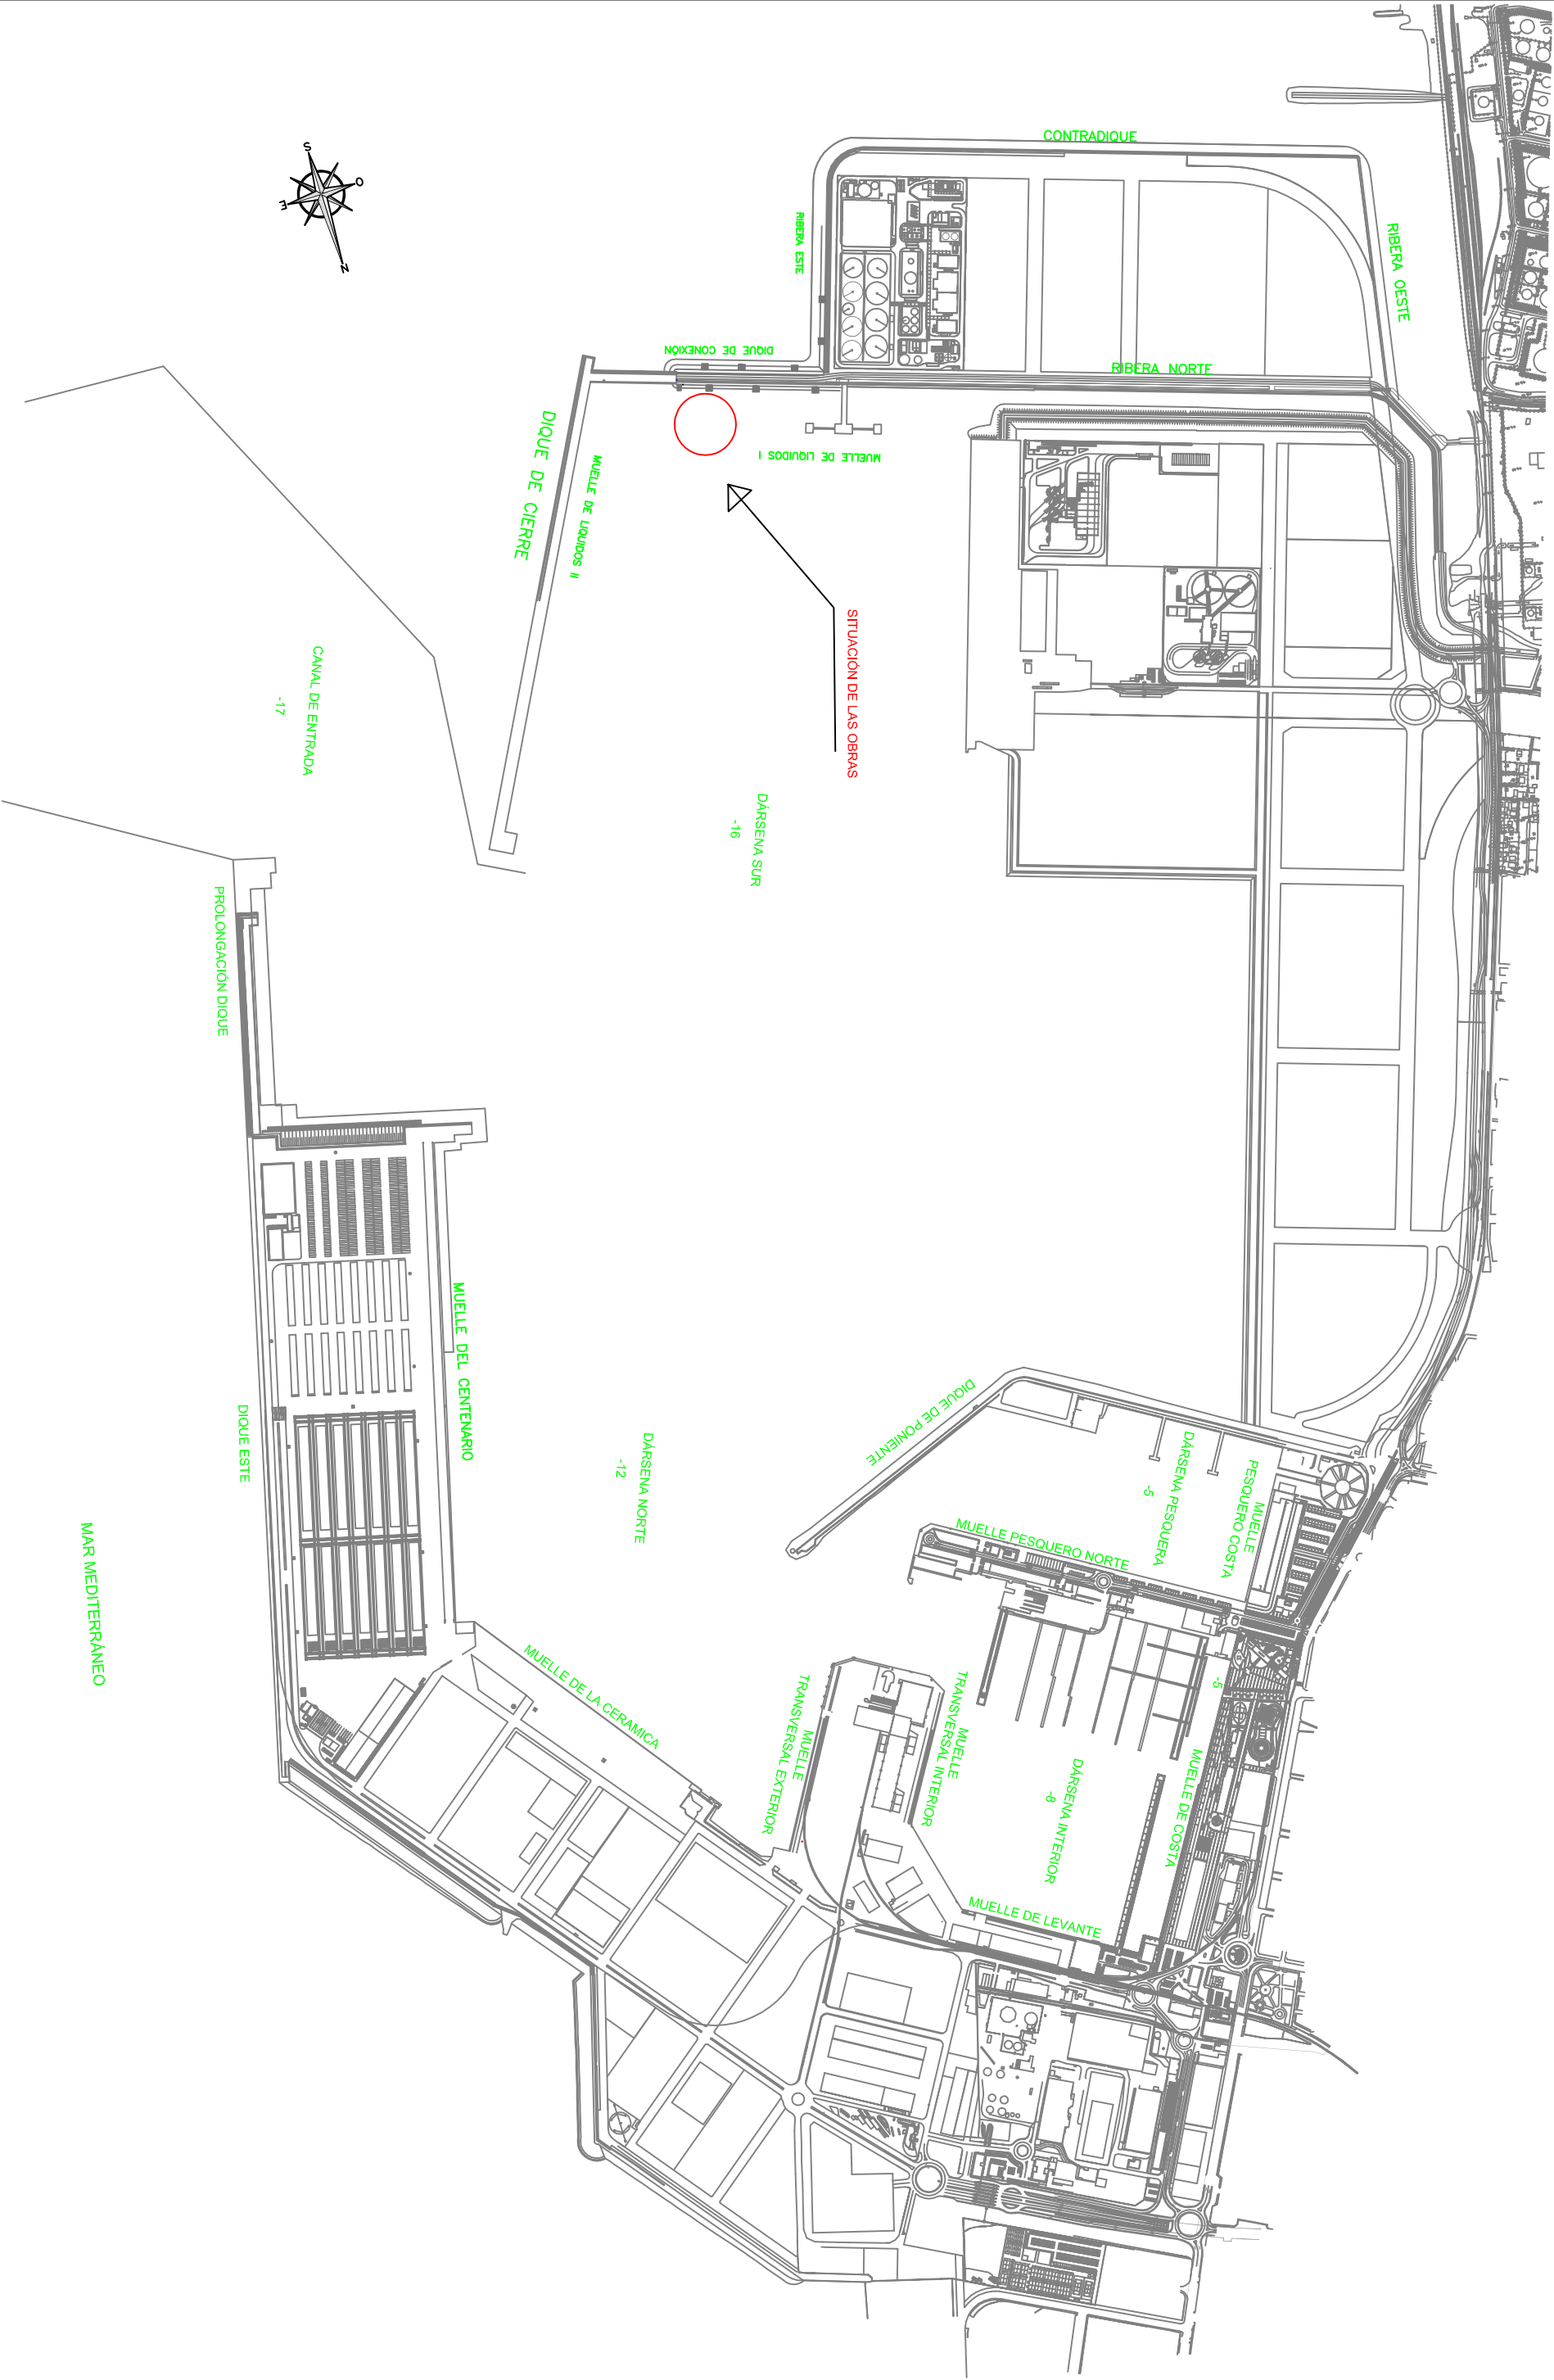 CONTRADIQUE
S
O
E
N
RIBERA ESTE
RIBERA OESTE
DIQUE DE CONEXIÓN
RIBERA NORTE
DIQUE DE CIERRE
MUELLE DE LIQUIDOS I
MUELLE DE LIQUIDOS II
SITUACIÓN DE LAS OBRAS
CANAL DE ENTRADA
-17
DÁRSENA SUR
-16
PROLONGACIÓN DIQUE
MUELLE DEL CENTENARIO
DIQUE ESTE
DÁRSENA NORTE
-12
DIQUE DE PONIENTE
DÁRSENA PESQUERA
-5
MUELLE
PESQUERO COSTA
MUELLE PESQUERO NORTE
MAR MEDITERRÁNEO
MUELLE DE LA CERAMICA
MUELLE
TRANSVERSAL EXTERIOR
MUELLE
TRANSVERSAL INTERIOR
-5
DÁRSENA INTERIOR
-8
MUELLE DE COSTA
MUELLE DE LEVANTE